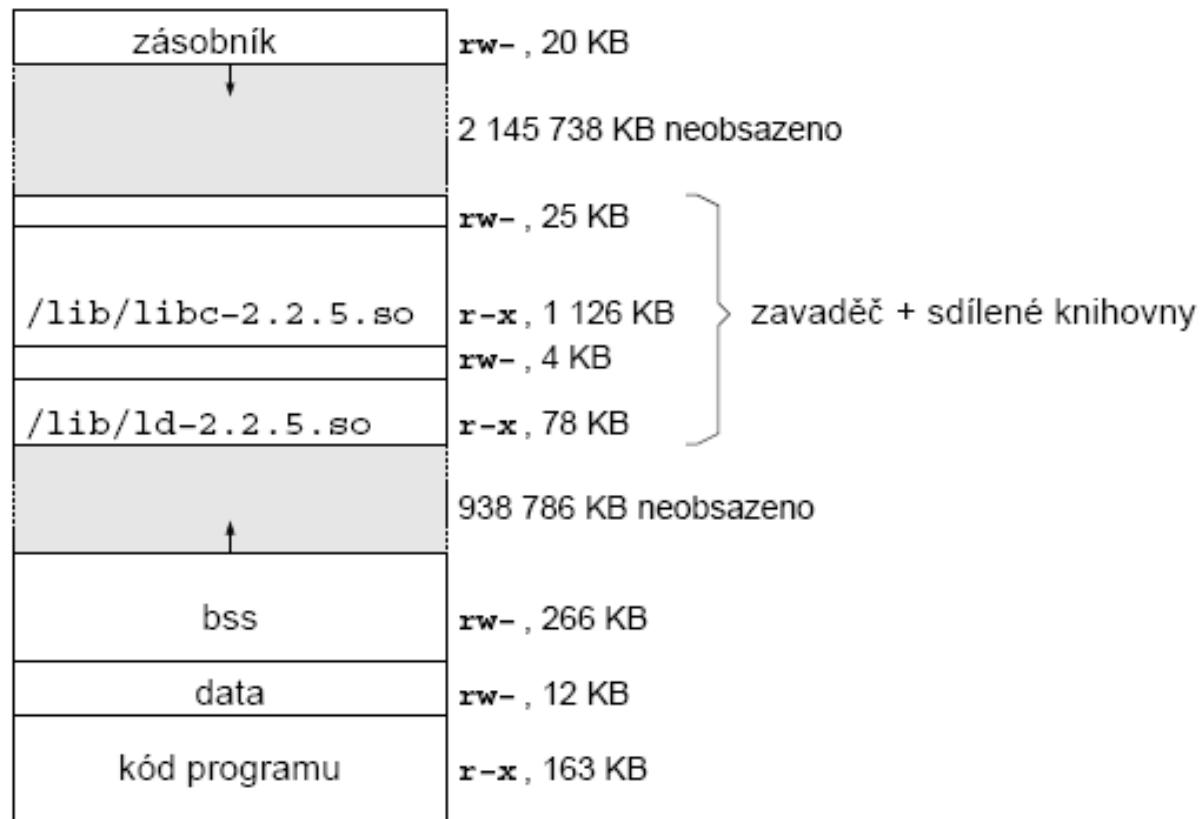 zásobník rw- , 20 KB
2 145 738 KB neobsazeno
rw- , 25 KB
/lib/libc-2.2.5.so r-x , 1 126 KB
zavaděč + sdílené knihovny
rw- , 4 KB
/lib/ld-2.2.5.so r-x , 78 KB
938 786 KB neobsazeno
bss rw- , 266 KB
data rw- , 12 KB
kód programu r-x , 163 KB